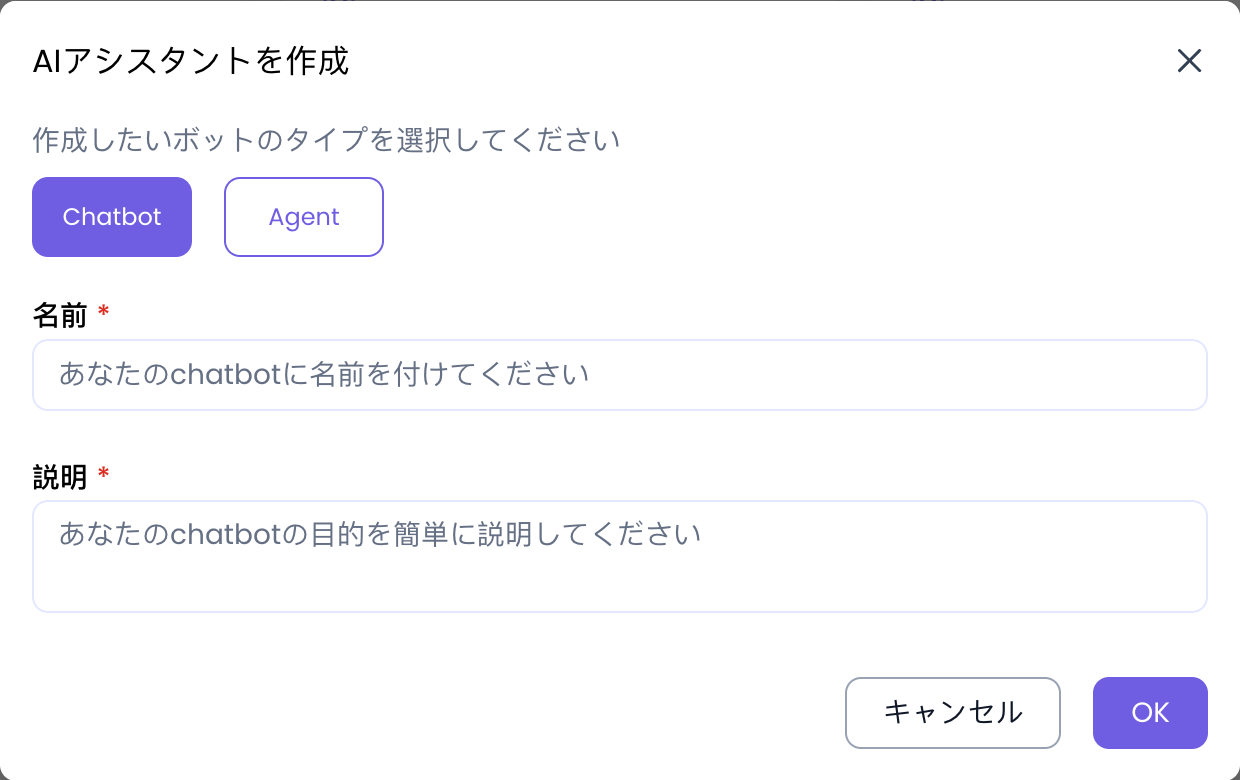 AIアシスタントを作成
作成したいボットのタイプを選択してください
Chatbot Agent
名前 *
あなたのchatbotに名前を付けてください
説明 *
あなたのchatbotの目的を簡単に説明してください
キャンセル OK